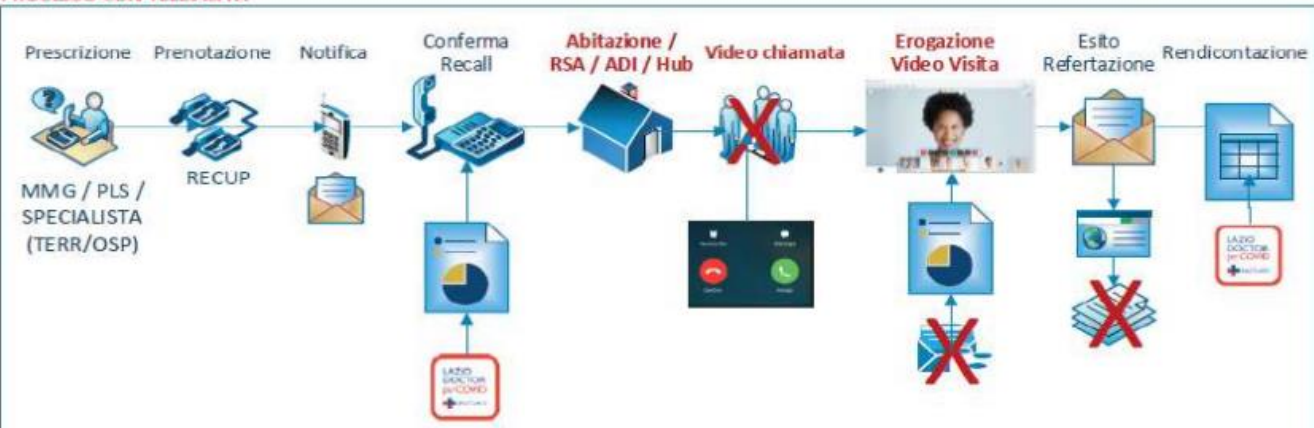 Prescrizione
Prenotazione
Notifica
Conferma
Recall
Abitazione /
RSA / ADI / Hub
Video chiamata
Erogazione
Video Visita
Esito
Refertazione
Rendicontazione
RECUP
MMG / PLS /
SPECIALISTA
(TERR/OSP)
LAZIO
DOCTOR
per COVID
LAZIO
DOCTOR
per COVID